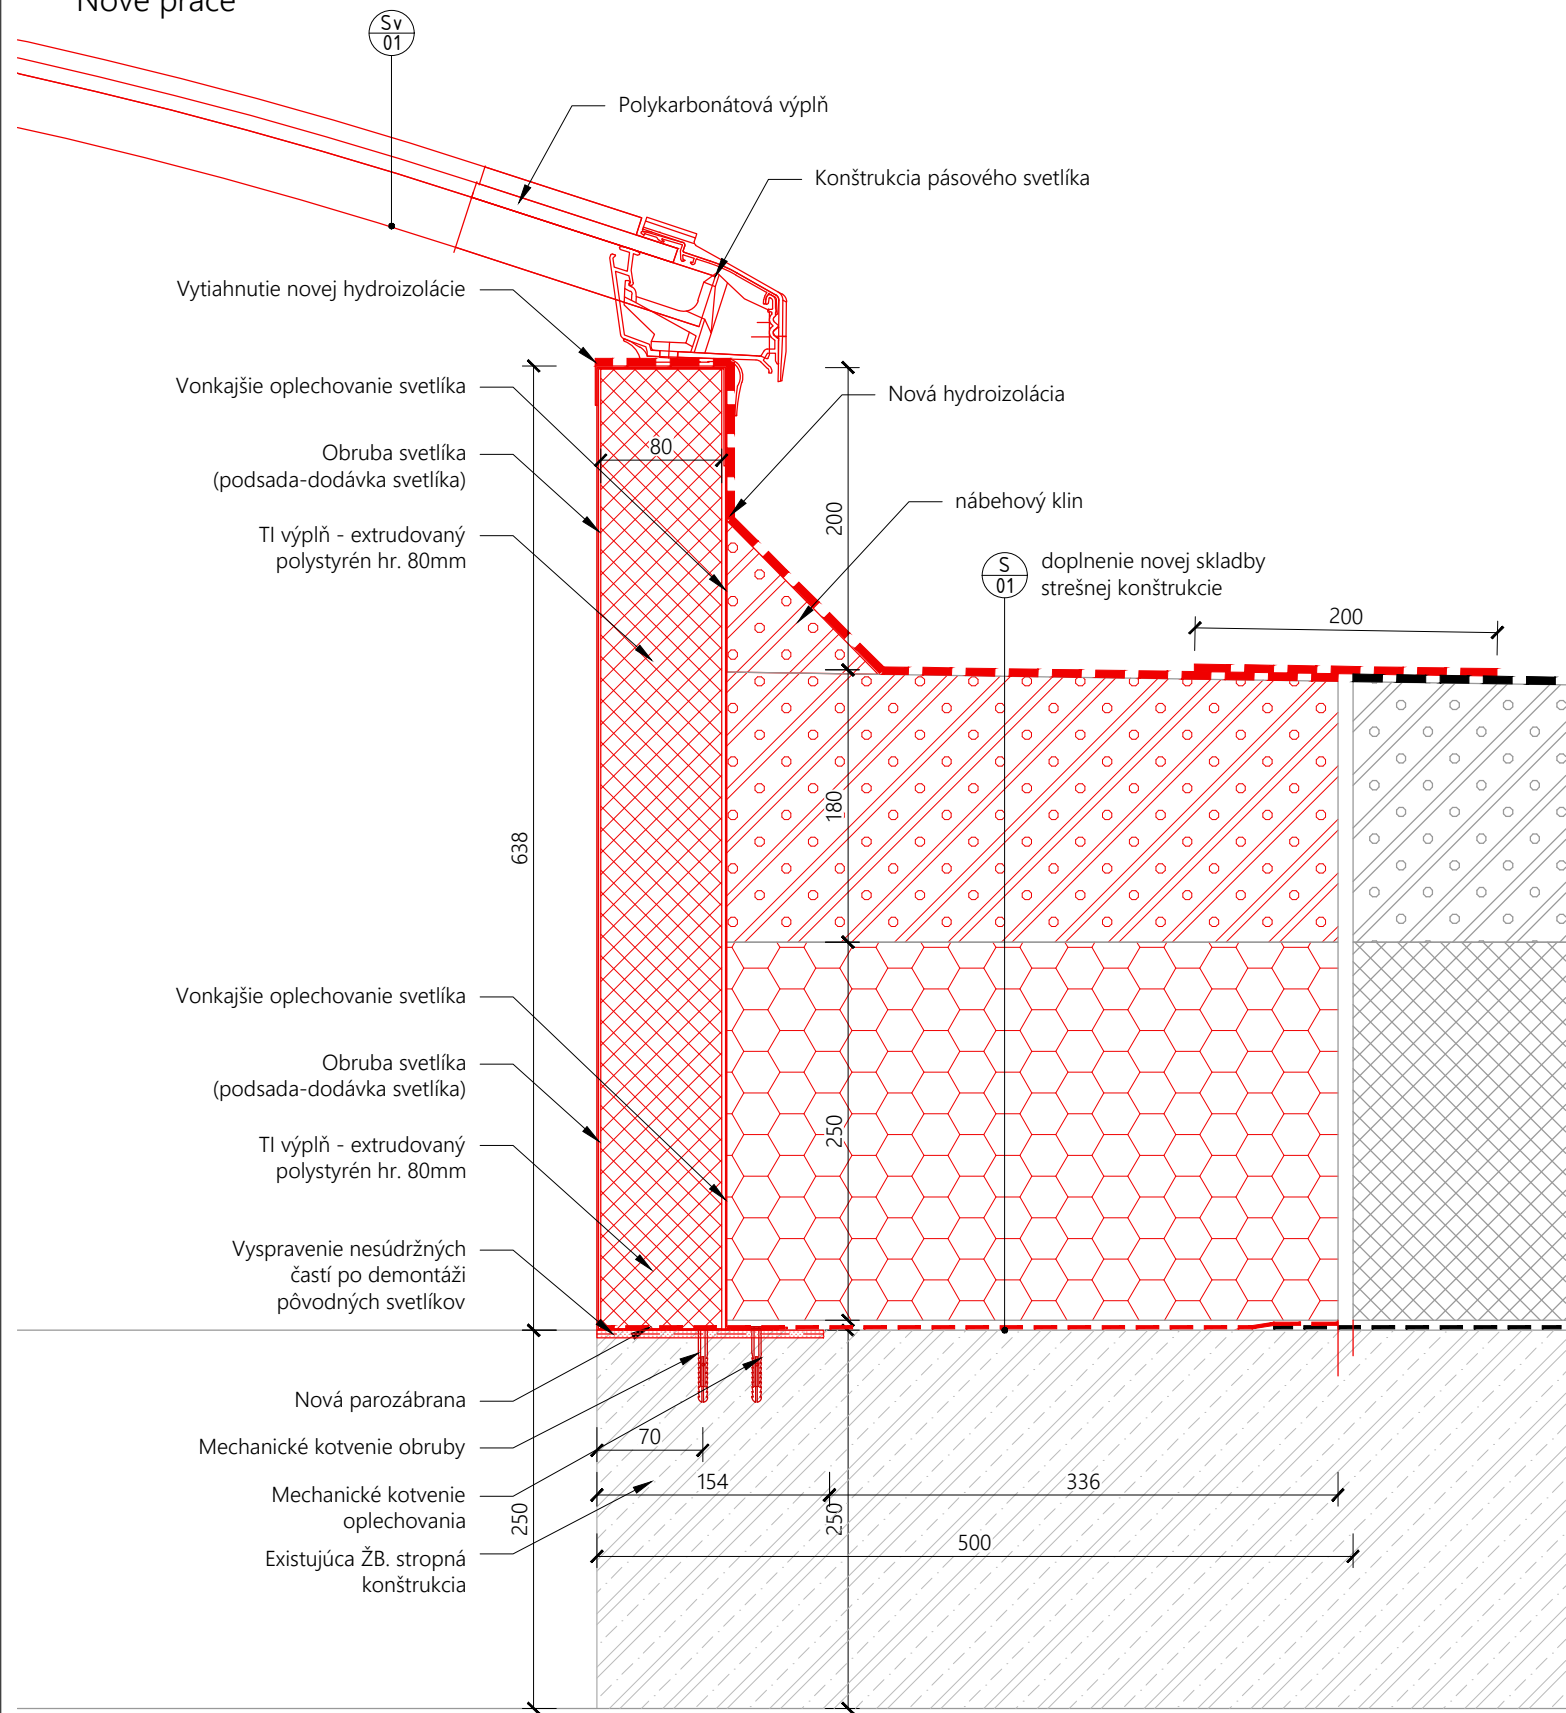 Nové práce
Sv
01
Polykarbonátová výplň
Konštrukcia pásového svetlíka
Vytiahnutie novej hydroizolácie
Vonkajšie oplechovanie svetlíka
Nová hydroizolácia
Obruba svetlíka
(podsada-dodávka svetlíka)
80
nábehový klin
200
TI výplň - extrudovaný
polystyrén hr. 80mm
S
01
doplnenie novej skladby
strešnej konštrukcie
200
180
638
Vonkajšie oplechovanie svetlíka
Obruba svetlíka
(podsada-dodávka svetlíka)
250
TI výplň - extrudovaný
polystyrén hr. 80mm
Vyspravenie nesúdržných
častí po demontáži
pôvodných svetlíkov
Nová parozábrana
Mechanické kotvenie obruby
70
154
336
Mechanické kotvenie
oplechovania
250
250
500
Existujúca ŽB. stropná
konštrukcia